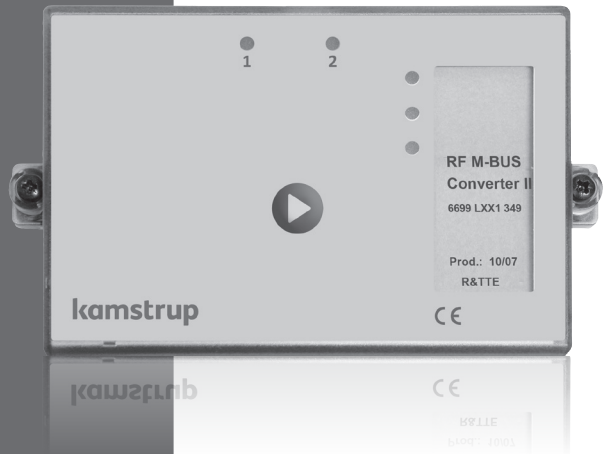 1 2
RF M-BUS
Converter II
6699 LXX1 349
Prod.: 10/07
R&TTE
kamstrup
CE